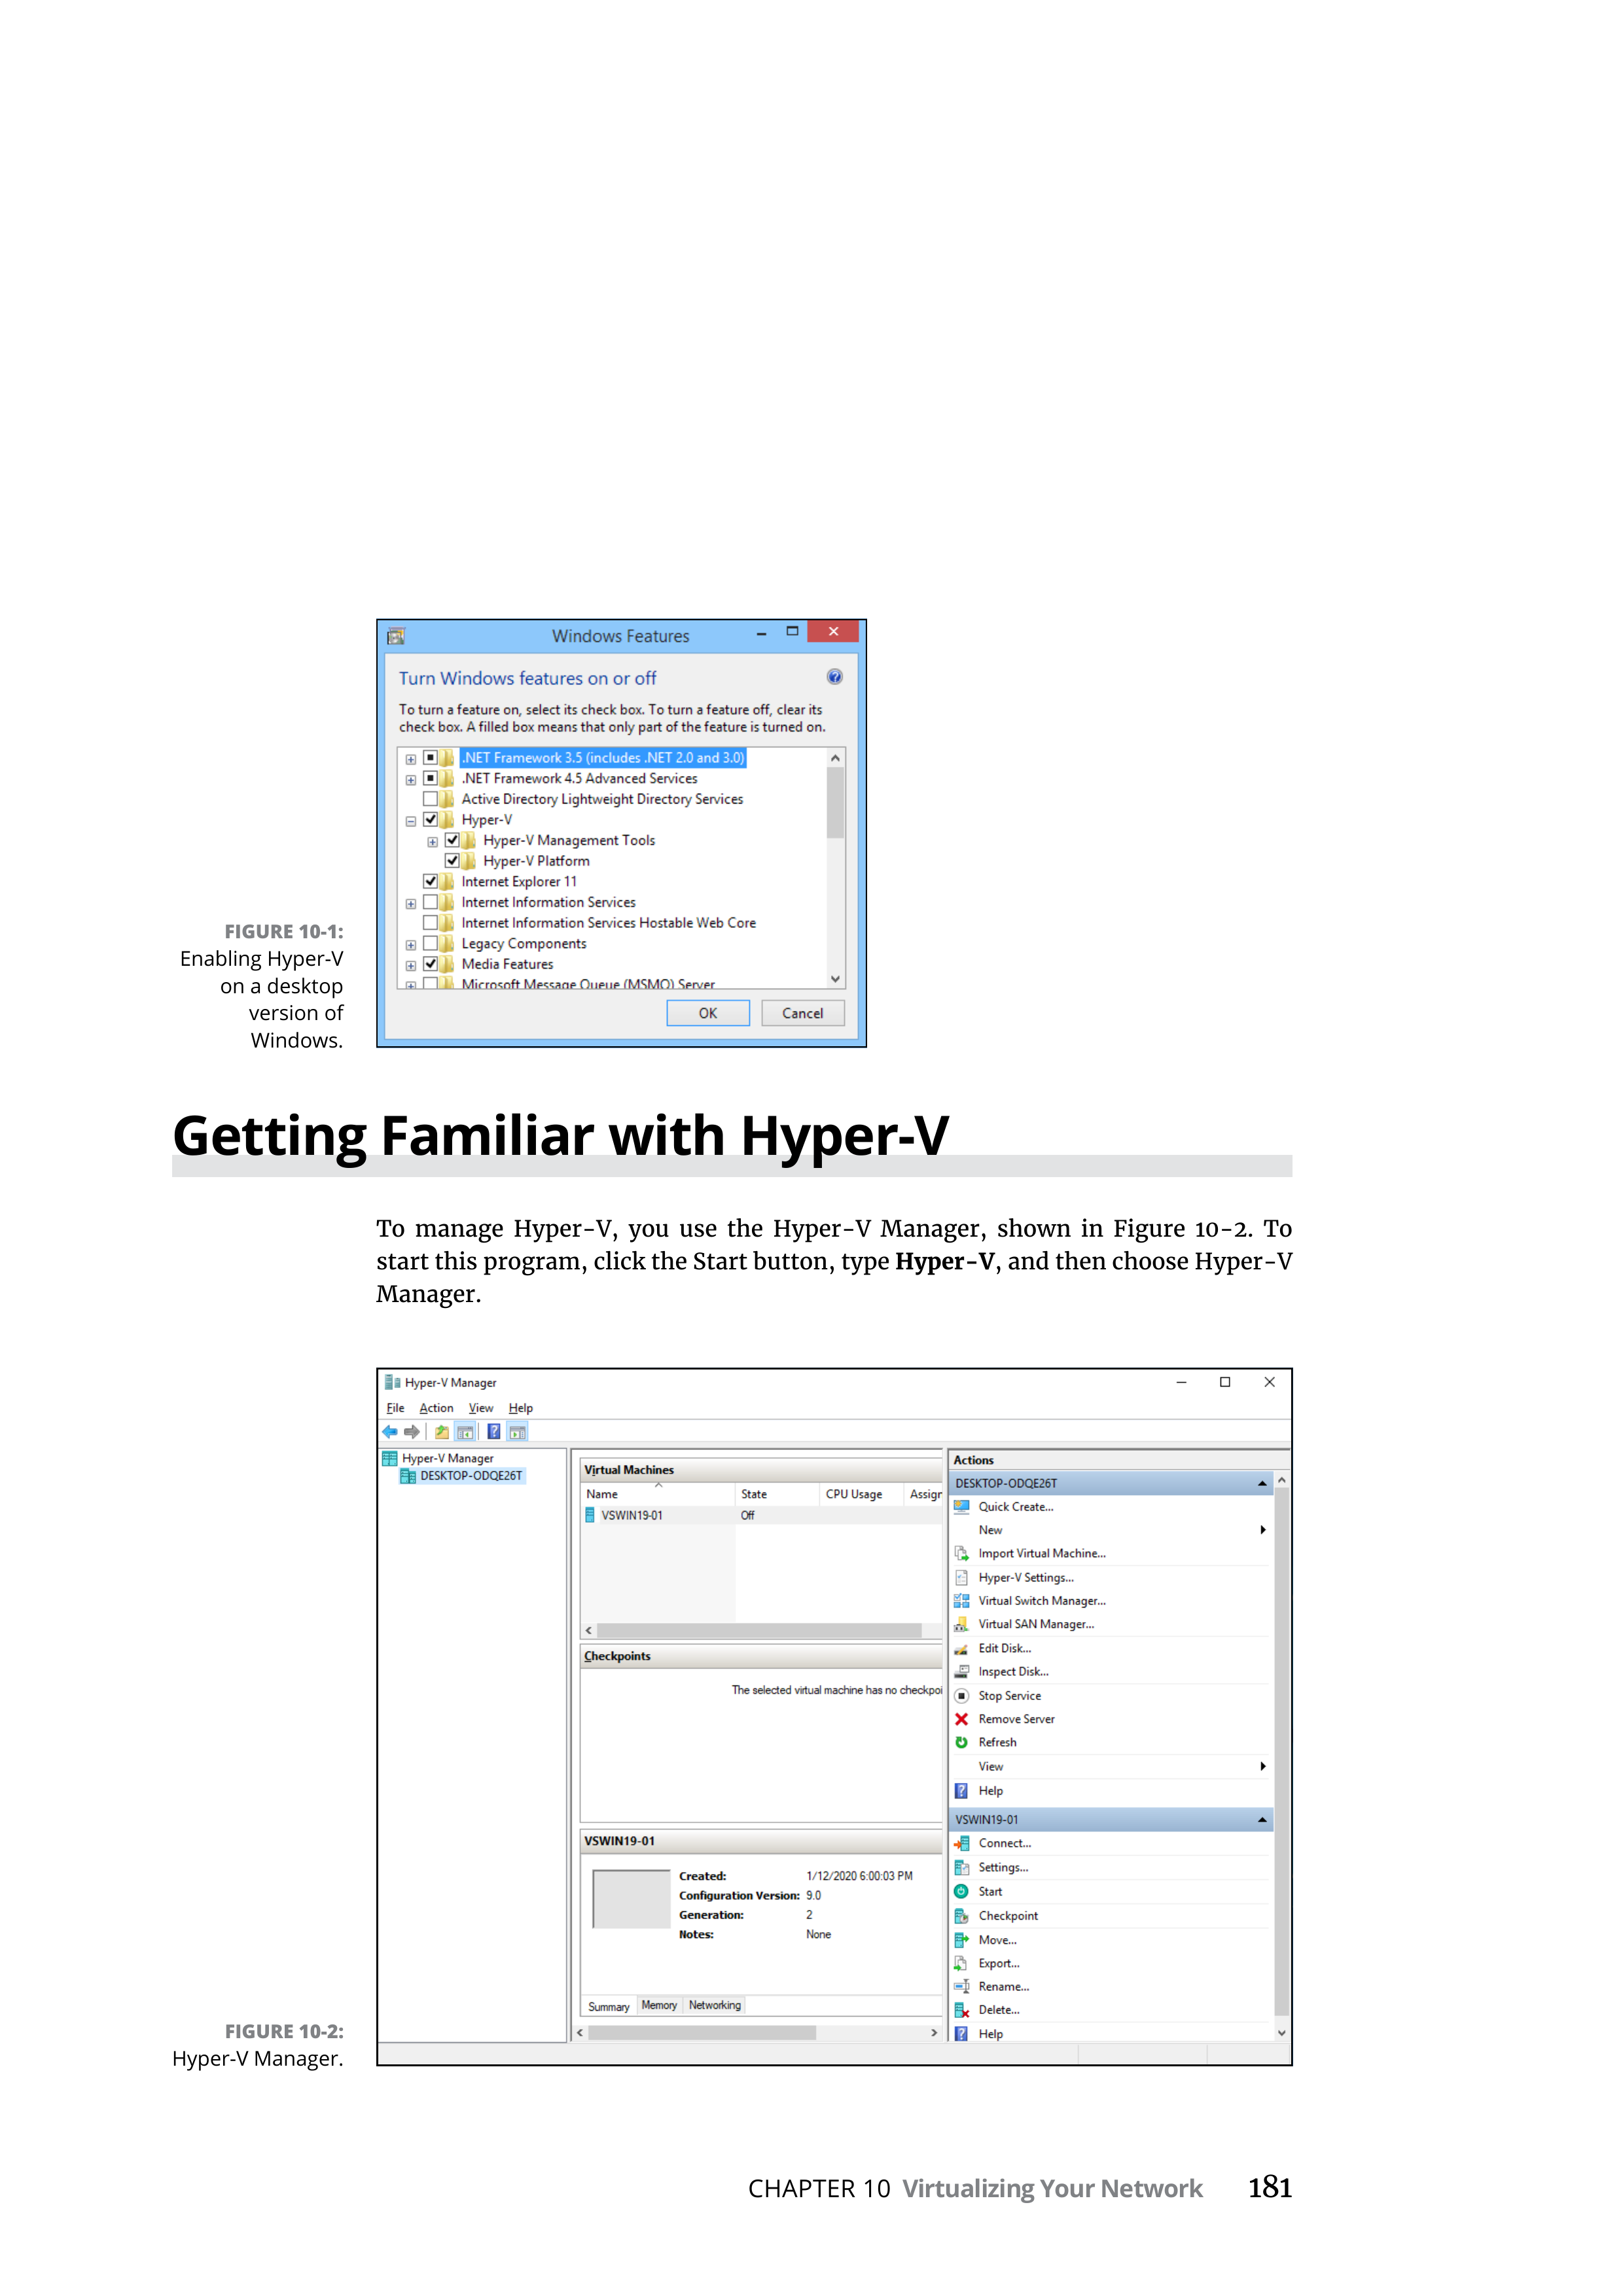 Windows Features
Turn Windows features on or off
To turn a feature on, select its check box. To turn a feature off, clear its
check box. A filled box means that only part of the feature is turned on.
.NET Framework 3.5 (includes .NET 2.0 and 3.0)
.NET Framework 4.5 Advanced Services
Active Directory Lightweight Directory Services
Hyper-V
Hyper-V Management Tools
Hyper-V Platform
Internet Explorer 11
Internet Information Services
Internet Information Services Hostable Web Core
Legacy Components
Media Features
Microsoft Message Queue (MSMQ) Server
OK Cancel
FIGURE 10-1:
Enabling Hyper-V
on a desktop
version of
Windows.
Getting Familiar with Hyper-V
To manage Hyper-V, you use the Hyper-V Manager, shown in Figure 10-2. To
start this program, click the Start button, type Hyper-V, and then choose Hyper-V
Manager.
Hyper-V Manager
File Action View Help
Hyper-V Manager
DESKTOP-ODQE26T
Virtual Machines
Name State CPU Usage Assigr
VSWIN19-01 Off
Checkpoints
The selected virtual machine has no checkpoi
VSWIN19-01
Created: 1/12/2020 6:00:03 PM
Configuration Version: 9.0
Generation: 2
Notes: None
Summary Memory Networking
Actions
DESKTOP-ODQE26T
Quick Create...
New
Import Virtual Machine...
Hyper-V Settings...
Virtual Switch Manager...
Virtual SAN Manager...
Edit Disk...
Inspect Disk...
Stop Service
Remove Server
Refresh
View
Help
VSWIN19-01
Connect...
Settings...
Start
Checkpoint
Move...
Export...
Rename...
Delete...
Help
FIGURE 10-2:
Hyper-V Manager.
CHAPTER 10 Virtualizing Your Network 181